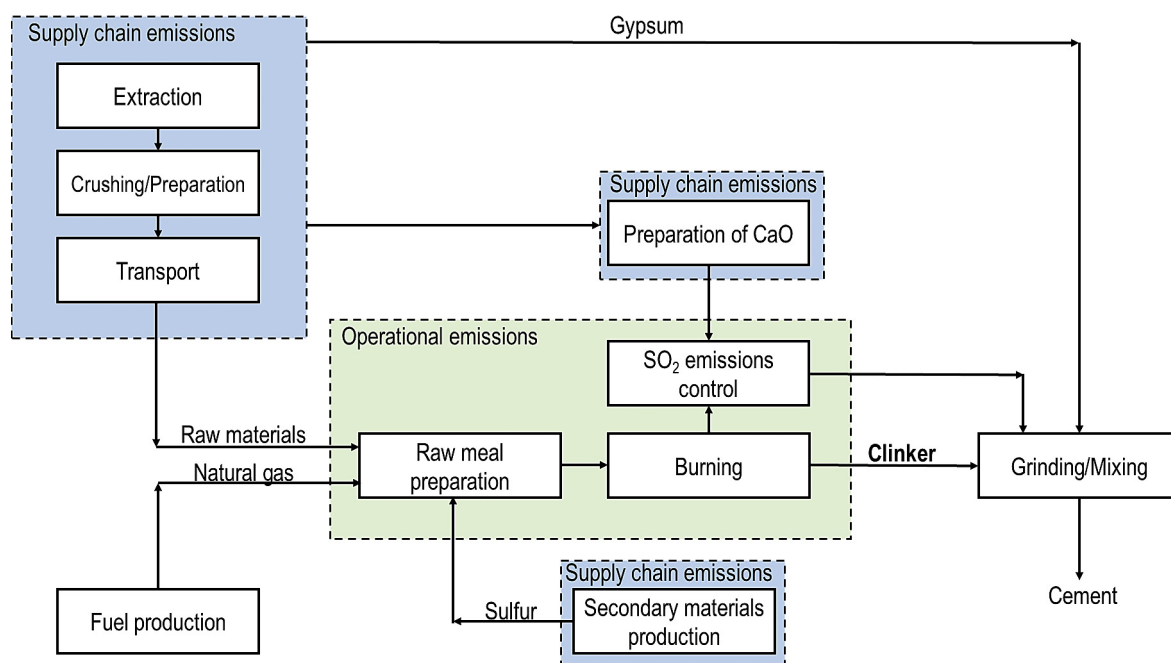 Supply chain emissions
Gypsum
Extraction
Crushing/Preparation
Transport
Supply chain emissions
Preparation of CaO
Operational emissions
SO₂ emissions
control
Raw materials
Natural gas
Raw meal
preparation
Burning
Clinker
Grinding/Mixing
Fuel production
Sulfur
Supply chain emissions
Secondary materials
production
Cement